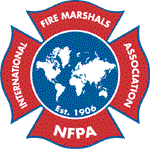 FIRE MARSHALS
INTERNATIONAL
ASSOCIATION
Est. 1906
NFPA